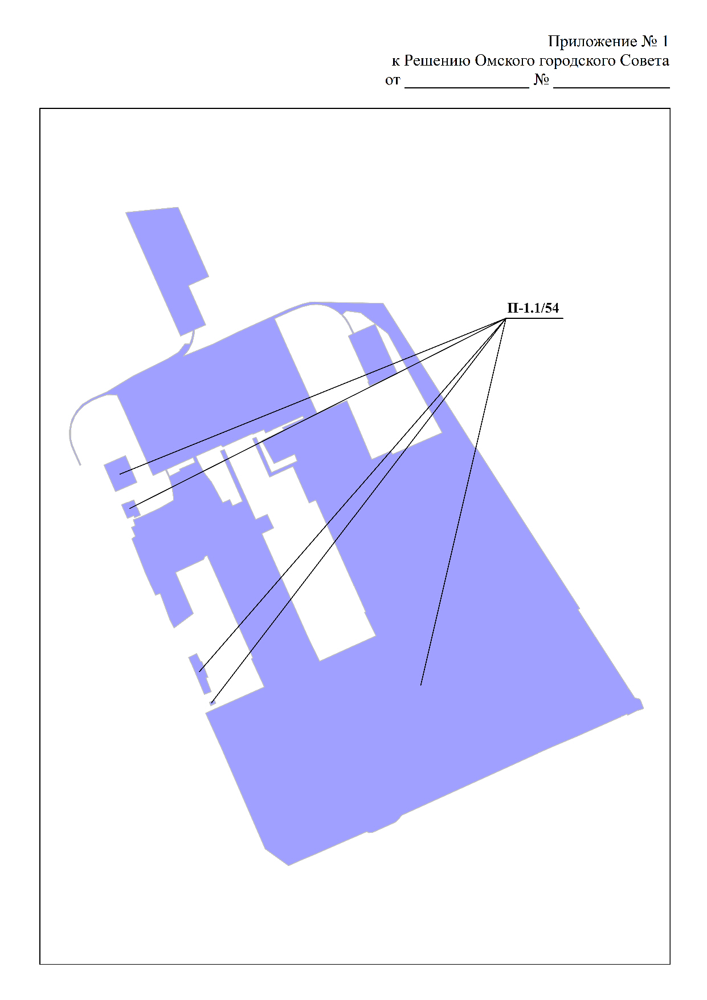 Приложение № 1
к Решению Омского городского Совета
от ________________ № _______________
П-1.1/54